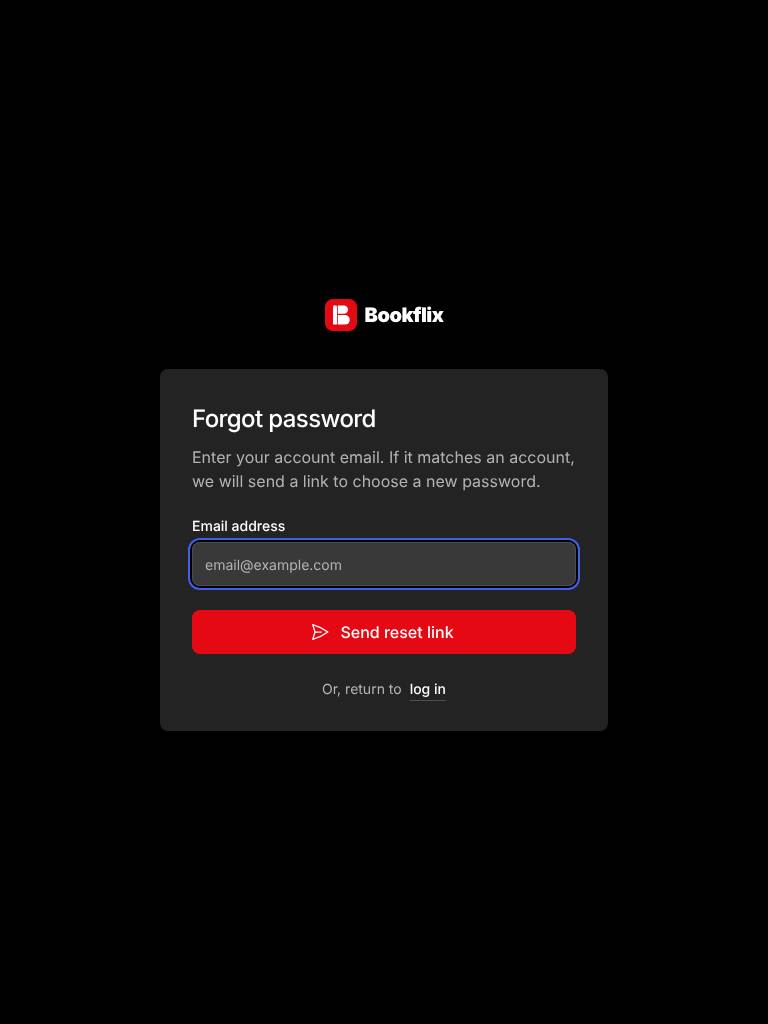 Bookflix
Forgot password
Enter your account email. If it matches an account,
we will send a link to choose a new password.
Email address
email@example.com
Send reset link
Or, return to log in